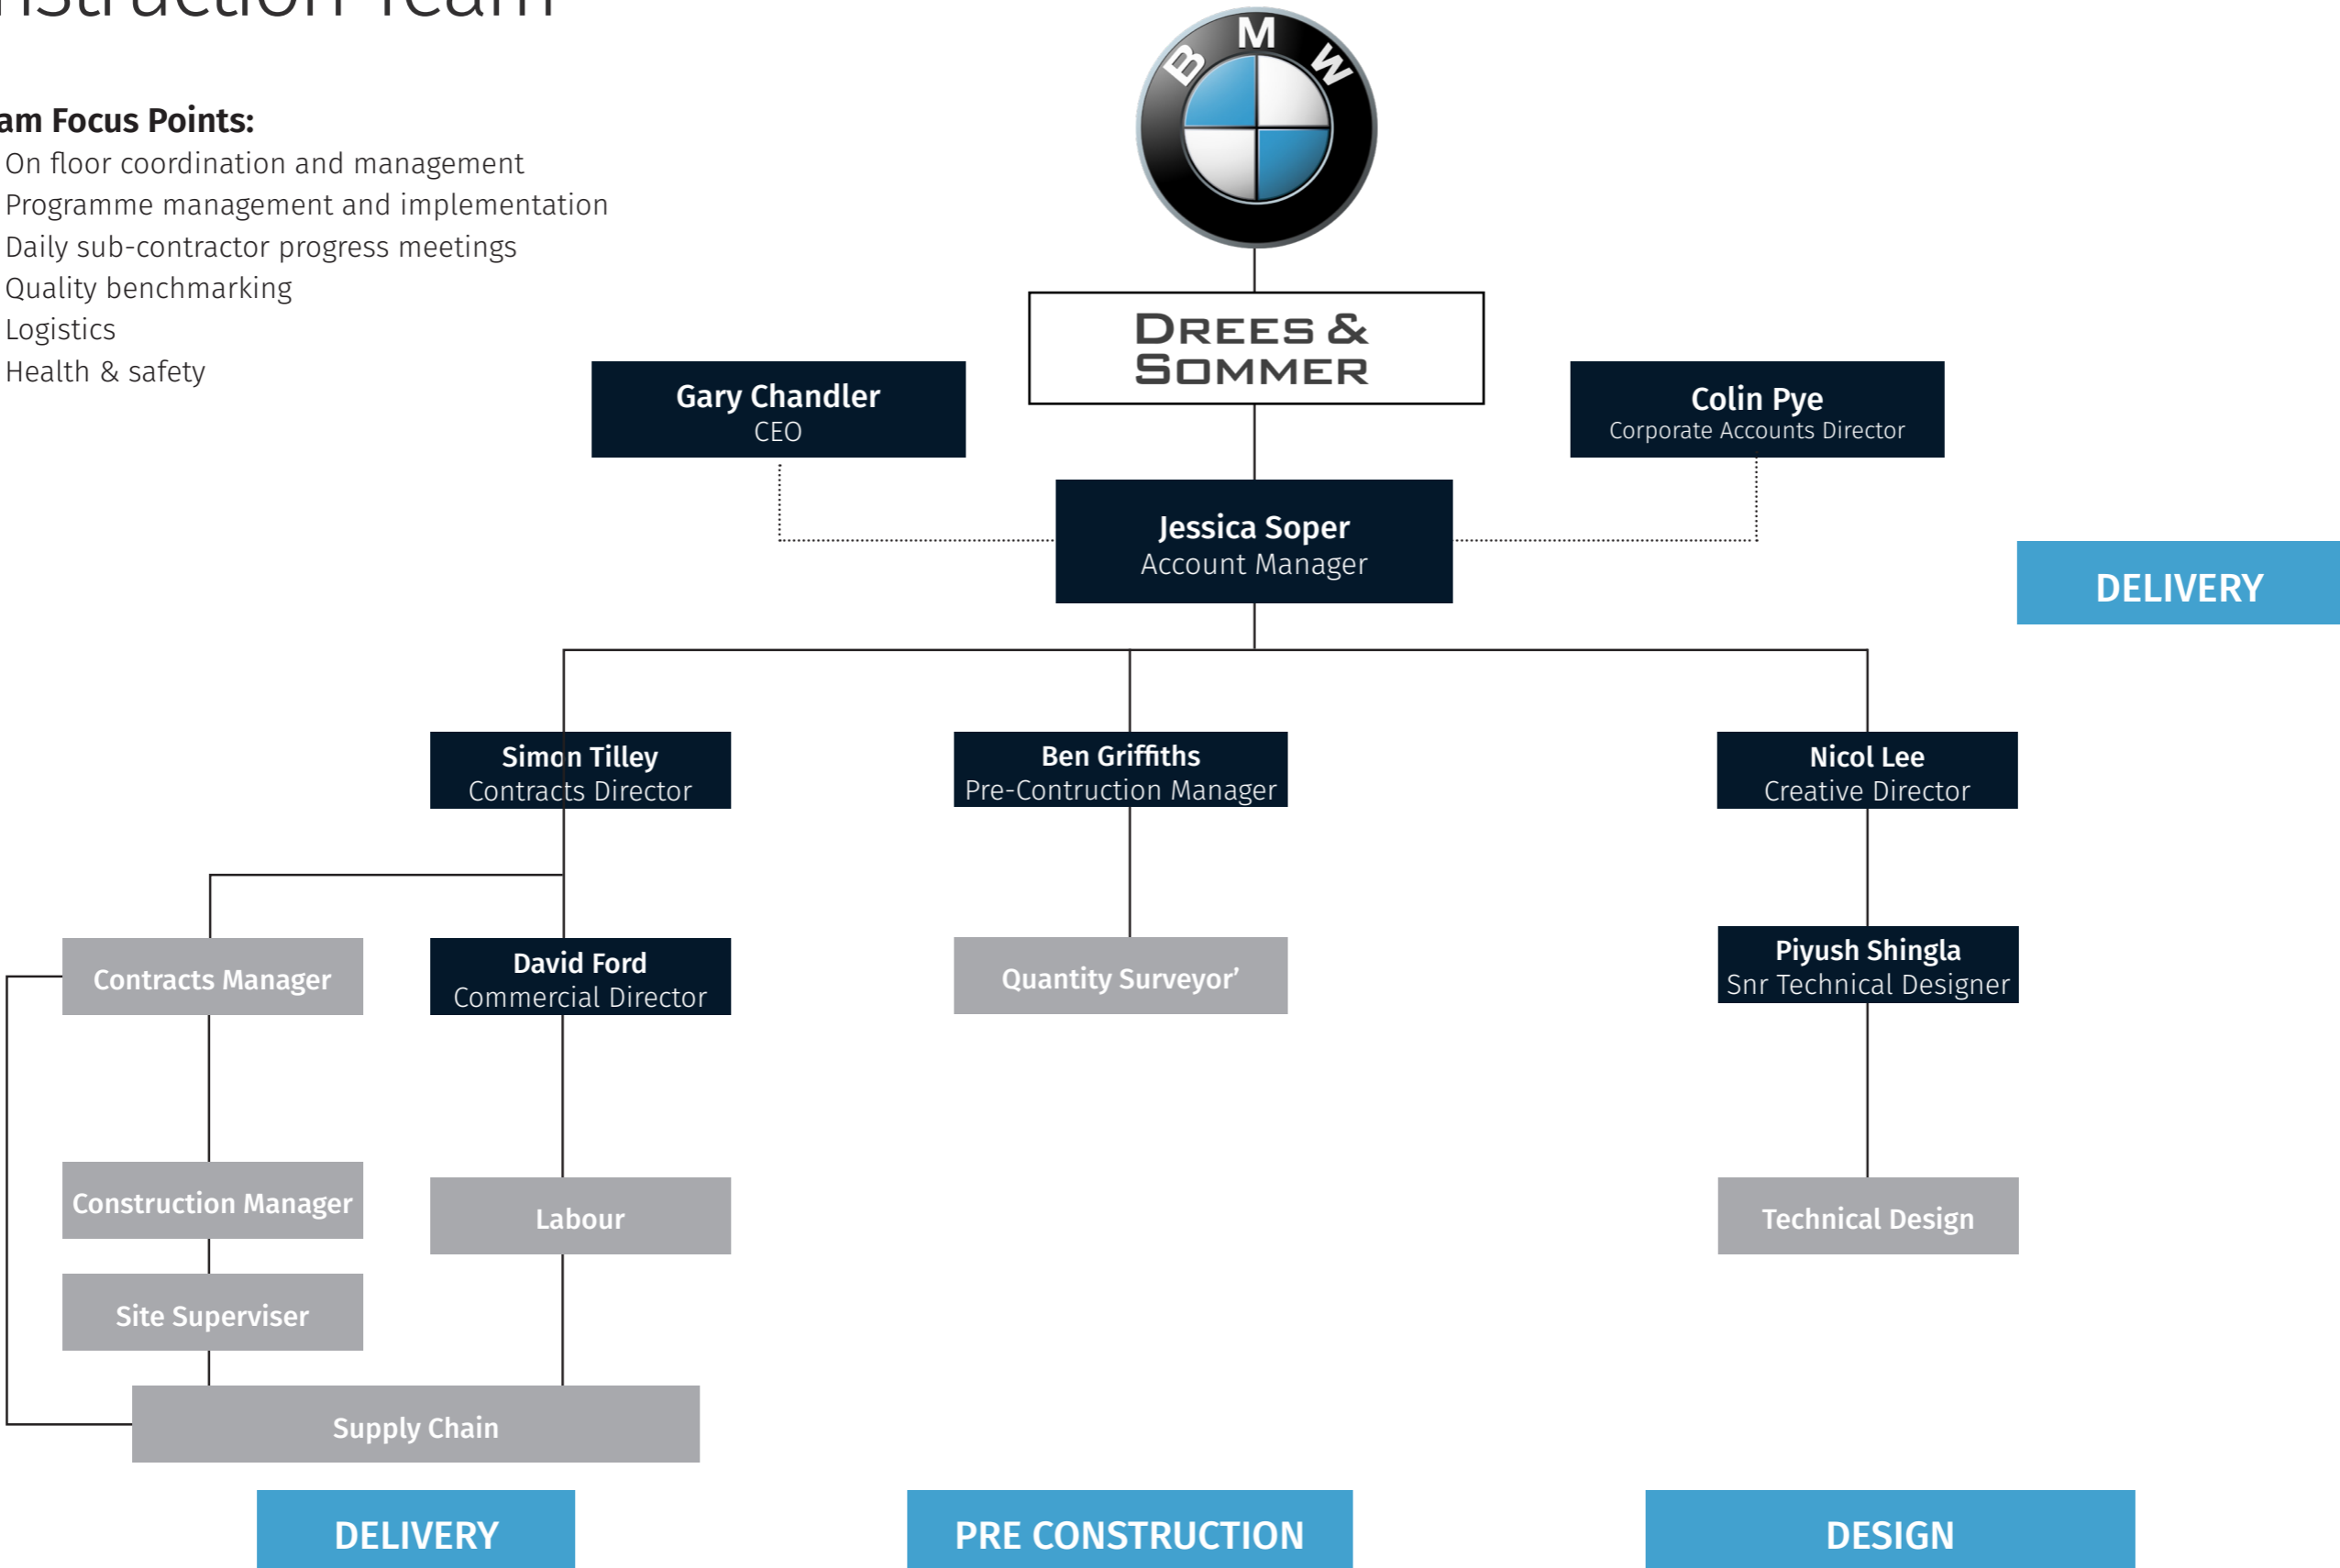 nstruction Team
am Focus Points:
On floor coordination and management
Programme management and implementation
Daily sub-contractor progress meetings
Quality benchmarking
Logistics
Health & safety
BMW
DREES &
SOMMER
Gary Chandler
CEO
Colin Pye
Corporate Accounts Director
Jessica Soper
Account Manager
DELIVERY
Simon Tilley
Contracts Director
Ben Griffiths
Pre-Contruction Manager
Nicol Lee
Creative Director
Contracts Manager
David Ford
Commercial Director
Quantity Surveyor’
Piyush Shingla
Snr Technical Designer
Construction Manager
Labour
Technical Design
Site Superviser
Supply Chain
DELIVERY
PRE CONSTRUCTION
DESIGN